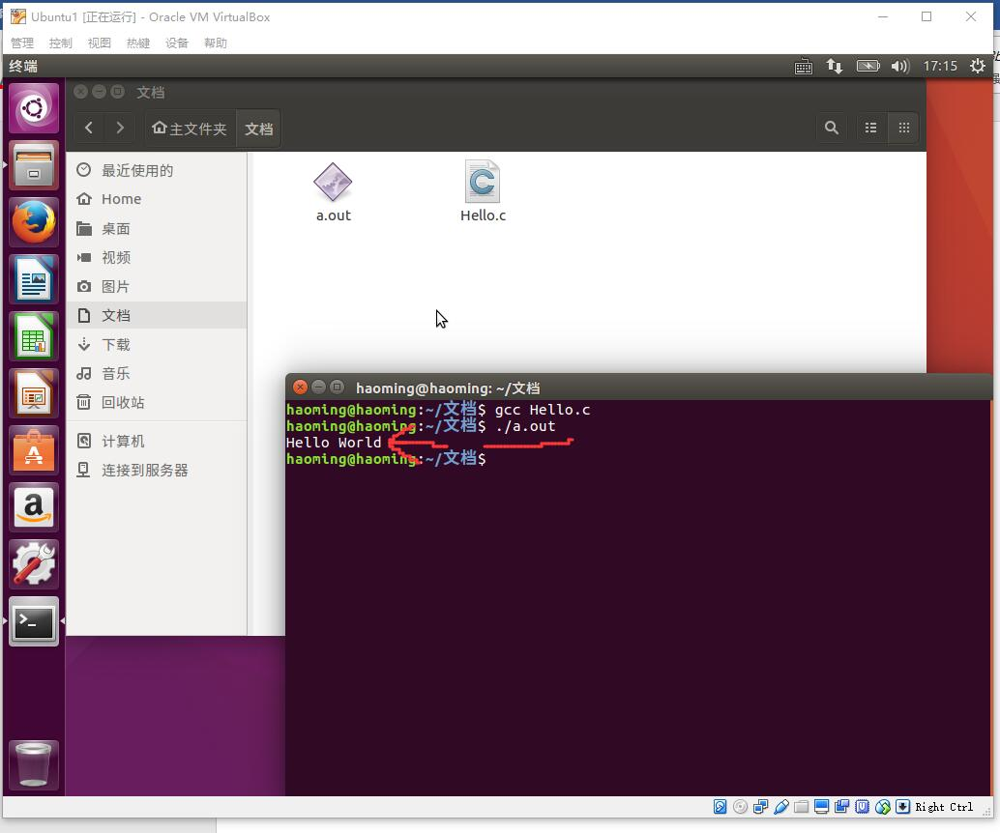 Ubuntu1 [正在运行] - Oracle VM VirtualBox
管理 控制 视图 热键 设备 帮助
终端 17:15
文档
主文件夹 文档
最近使用的
Home
桌面
视频
图片
文档
下载
音乐
回收站
计算机
连接到服务器
a.out Hello.c
haoming@haoming: ~/文档
haoming@haoming:~/文档$ gcc Hello.c
haoming@haoming:~/文档$ ./a.out
Hello World
haoming@haoming:~/文档$
Right Ctrl